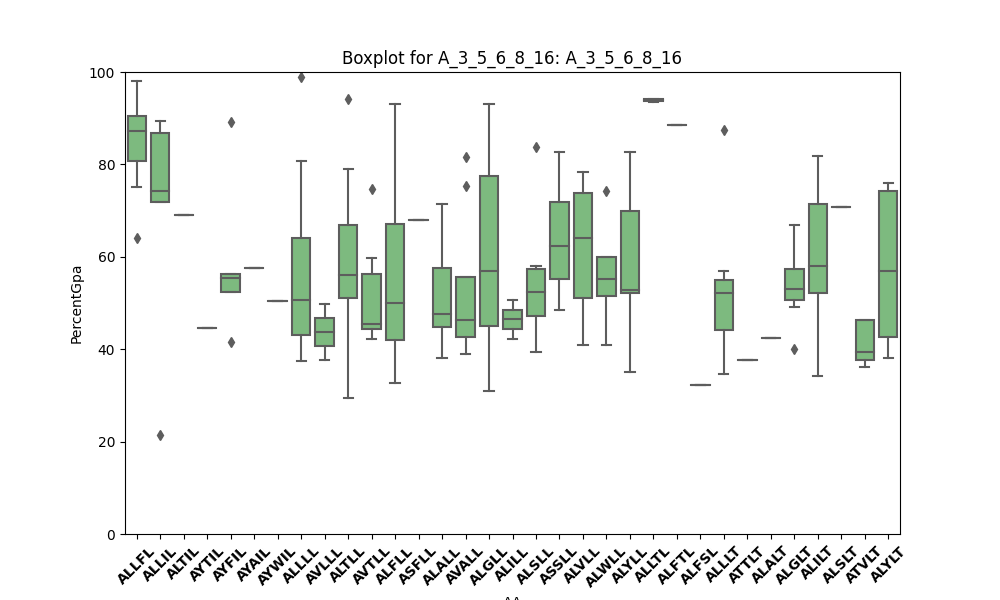 Boxplot for A_3_5_6_8_16: A_3_5_6_8_16
PercentGpa
100
80
60
40
20
0
ALLFL
ALLIL
ALTIL
AYTIL
AYFIL
AYAIL
AYWIL
ALLLL
AVLLL
ALTLL
AVTLL
ALFLL
ASFLL
ALALL
AVALL
ALGLL
ALILL
ALSLL
ASSLL
ALVLL
ALWLL
ALYLL
ALLTL
ALFTL
ALFSL
ALLLT
ATTLT
ALALT
ALGLT
ALILT
ALSLT
ATVLT
ALYLT
AA